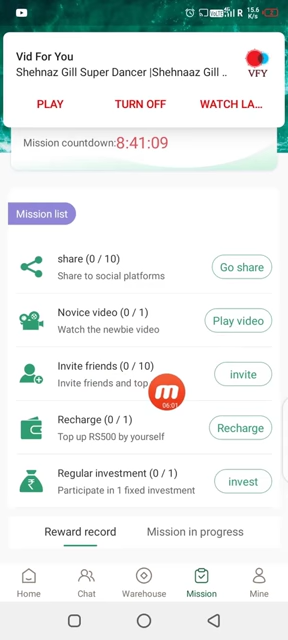 15.6
K/s
Vid For You
Shehnaz Gill Super Dancer |Shehnaaz Gill ..
VFY
PLAY
TURN OFF
WATCH LA...
Mission countdown:8:41:09
Mission list
share (0 / 10)
Share to social platforms
Go share
Novice video (0 / 1)
Watch the newbie video
Play video
Invite friends (0 / 10)
Invite friends and top
invite
06:01
Recharge (0 / 1)
Top up RS500 by yourself
Recharge
Regular investment (0 / 1)
Participate in 1 fixed investment
invest
Reward record
Mission in progress
Home
Chat
Warehouse
Mission
Mine